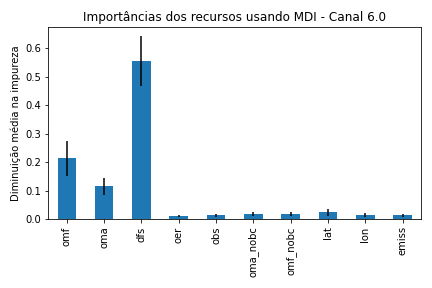 Importâncias dos recursos usando MDI - Canal 6.0
Diminuição média na impureza
0.6
0.5
0.4
0.3
0.2
0.1
0.0
omf
oma
dfs
oer
obs
oma_nobc
omf_nobc
lat
lon
emiss